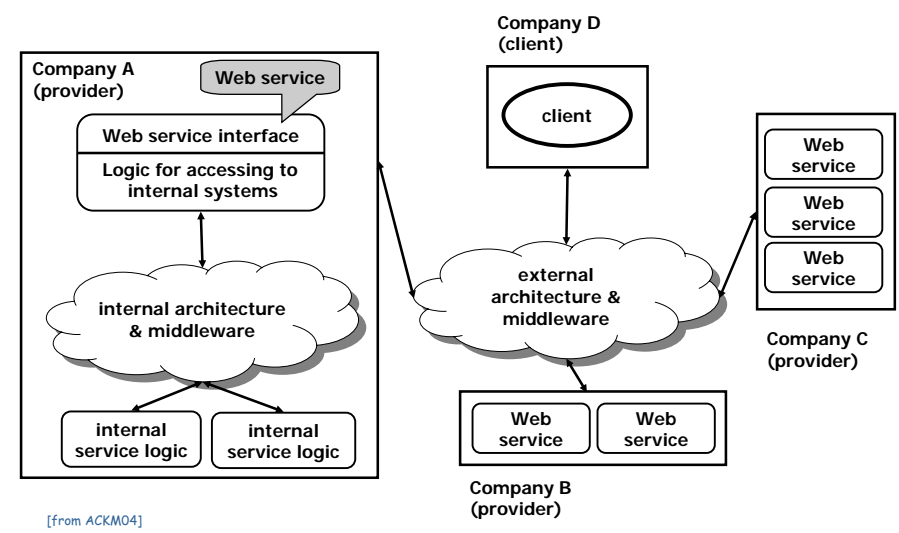 Company D
(client)
Company A
(provider)
Web service
Web service interface
Logic for accessing to
internal systems
internal architecture
& middleware
internal
service logic
internal
service logic
client
external
architecture &
middleware
Web
service
Web
service
Web
service
Company C
(provider)
Web
service
Web
service
Company B
(provider)
[from ACKM04]